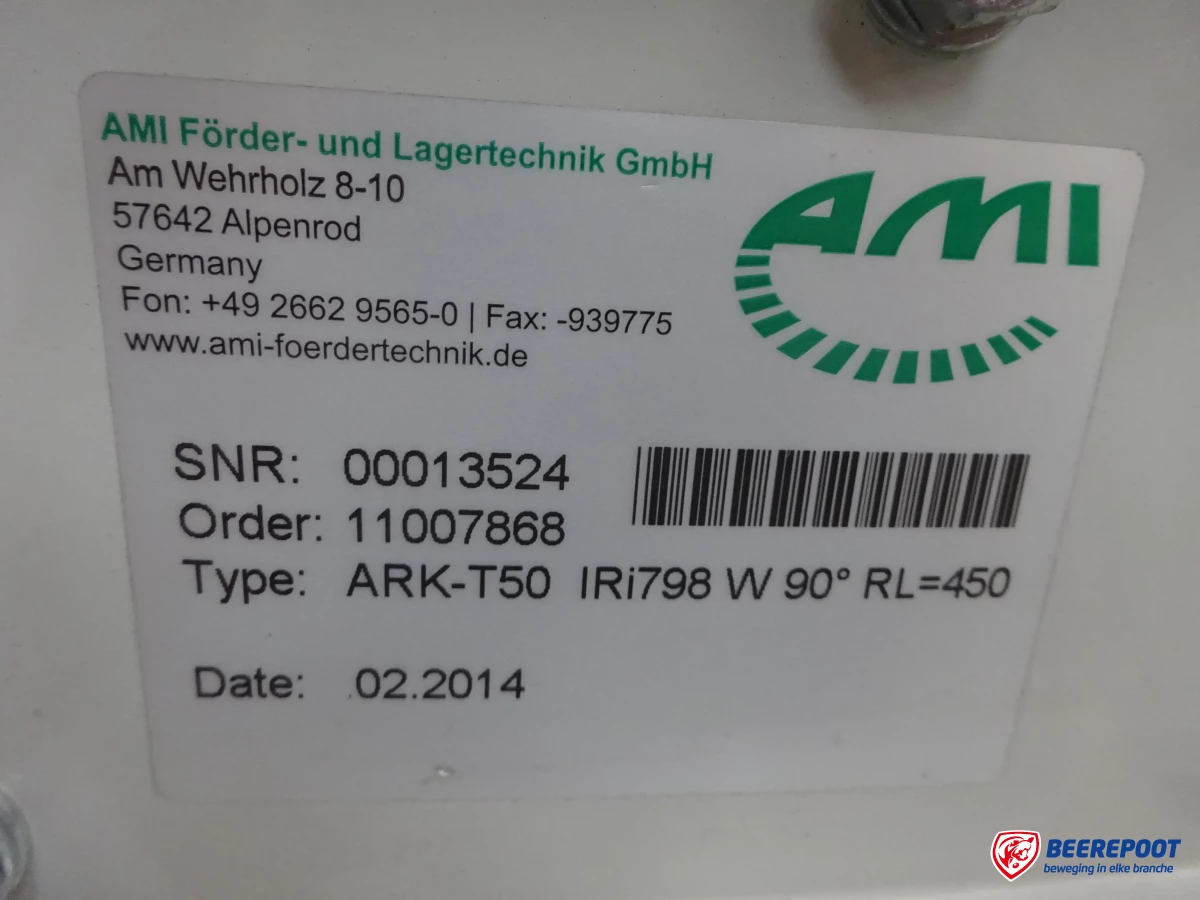 AMI Förder- und Lagertechnik GmbH
Am Wehrholz 8-10
57642 Alpenrod
Germany
Fon: +49 2662 9565-0 | Fax: -939775
www.ami-foerdertechnik.de
AMI
SNR: 00013524
Order: 11007868
Type: ARK-T50 IRi798 W 90° RL=450
Date: .02.2014
BEEREPOOT
beweging in elke branche